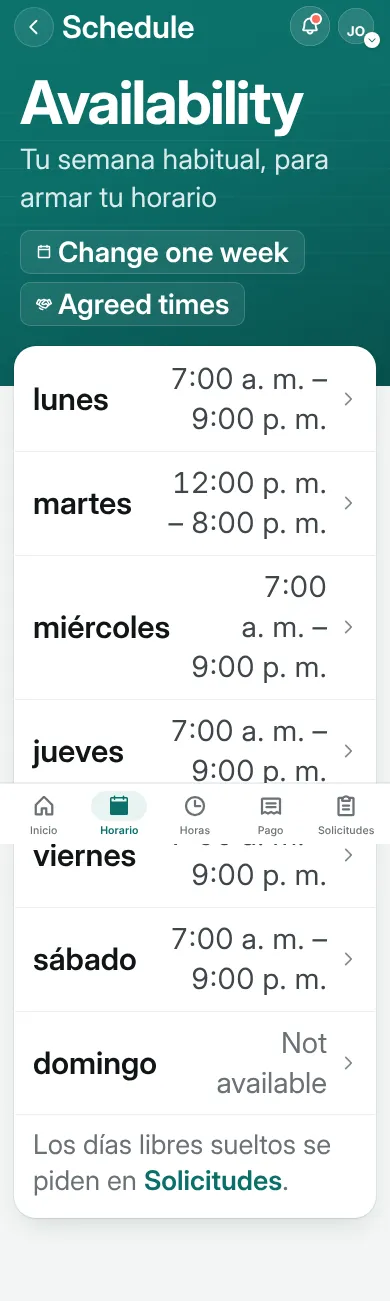 Schedule
JO
Availability
Tu semana habitual, para
armar tu horario
Change one week
Agreed times
lunes
7:00 a. m. –
9:00 p. m.
martes
12:00 p. m.
– 8:00 p. m.
miércoles
7:00
a. m. –
9:00 p. m.
jueves
7:00 a. m. –
9:00 p. m.
Inicio
Horario
Horas
Pago
Solicitudes
viernes
9:00 p. m.
sábado
7:00 a. m. –
9:00 p. m.
domingo
Not
available
Los días libres sueltos se
piden en Solicitudes.